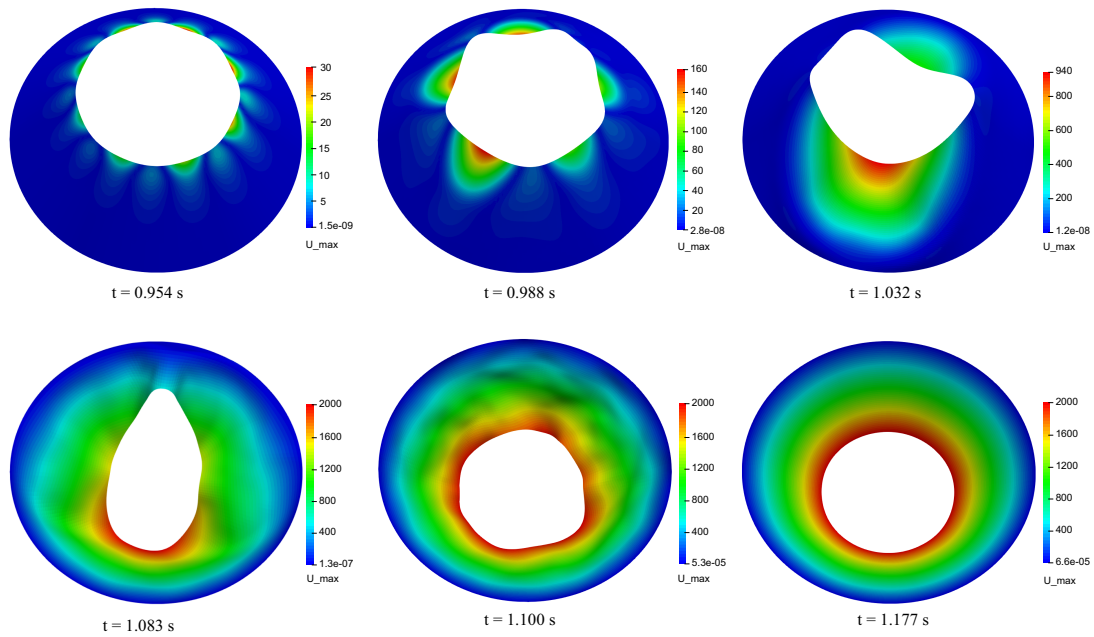 30
25
20
15
10
5
1.5e-09
U_max
t = 0.954 s
160
140
120
100
80
60
40
20
2.8e-08
U_max
t = 0.988 s
940
800
600
400
200
1.2e-08
U_max
t = 1.032 s
2000
1600
1200
800
400
1.3e-07
U_max
t = 1.083 s
2000
1600
1200
800
400
5.3e-05
U_max
t = 1.100 s
2000
1600
1200
800
400
6.6e-05
U_max
t = 1.177 s